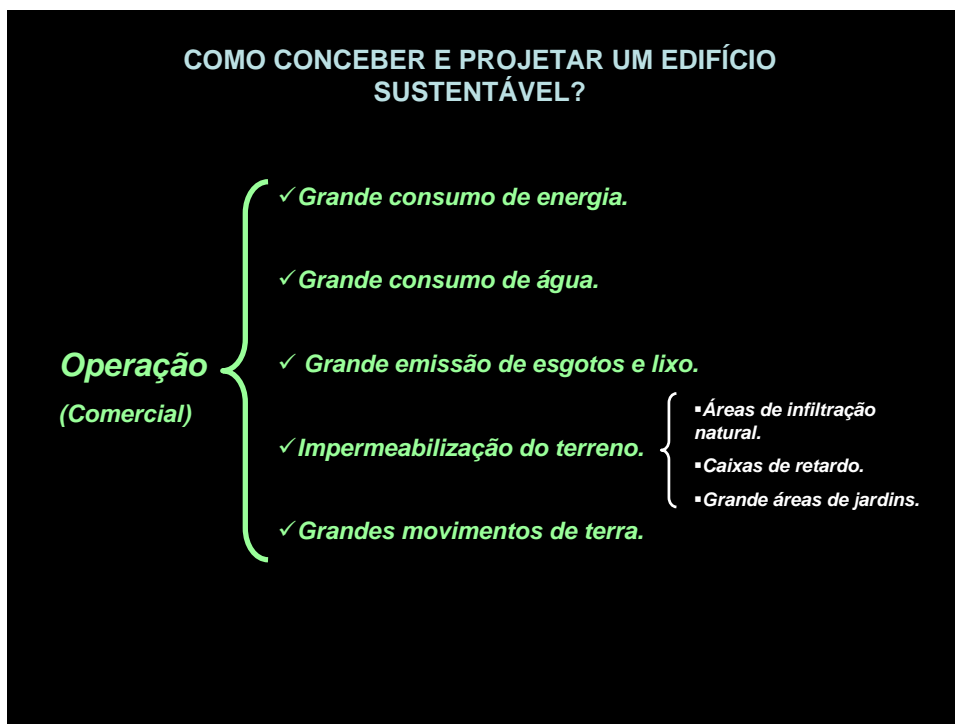 COMO CONCEBER E PROJETAR UM EDIFÍCIO
SUSTENTÁVEL?
✓Grande consumo de energia.
✓Grande consumo de água.
Operação
(Comercial)
✓ Grande emissão de esgotos e lixo.
✓Impermeabilização do terreno.
▪Áreas de infiltração
natural.
▪Caixas de retardo.
▪Grande áreas de jardins.
✓Grandes movimentos de terra.